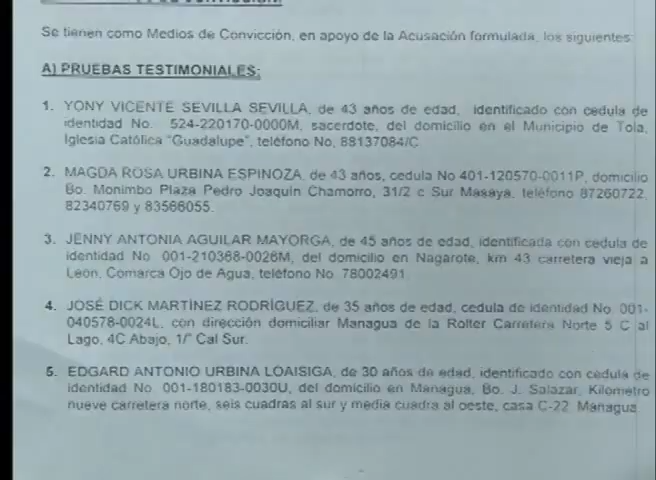 Se tienen como Medios de Convicción, en apoyo de la Acusación formulada, los siguientes:
A) PRUEBAS TESTIMONIALES:
1. YONY VICENTE SEVILLA SEVILLA, de 43 años de edad, identificado con cedula de
identidad No. 524-220170-0000M, sacerdote, del domicilio en el Municipio de Tola,
Iglesia Católica "Guadalupe", teléfono No, 88137084/C
2. MAGDA ROSA URBINA ESPINOZA, de 43 años, cedula No 401-120570-0011P, domicilio
Bo. Monimbo Plaza Pedro Joaquín Chamorro, 31/2 c Sur Masaya, teléfono 87260722,
82340769 y 83566055.
3. JENNY ANTONIA AGUILAR MAYORGA, de 45 años de edad, identificada con cedula de
identidad No 001-210368-0026M, del domicilio en Nagarote, km 43 carretera vieja a
León, Comarca Ojo de Agua, teléfono No. 78002491
4. JOSÉ DICK MARTÍNEZ RODRÍGUEZ, de 35 años de edad, cedula de identidad No. 001-
040578-0024L, con dirección domiciliar Managua de la Rolter Carretera Norte 5 C al
Lago, 4C Abajo, Cal Sur.
5. EDGARD ANTONIO URBINA LOAISIGA, de 30 años de edad, identificado con cédula de
identidad No. 001-180183-0030U, del domicilio en Managua, Bo. J. Salazar, Kilometro
nueve carretera norte, seis cuadras al sur y media cuadra al oeste, casa C-22. Managua